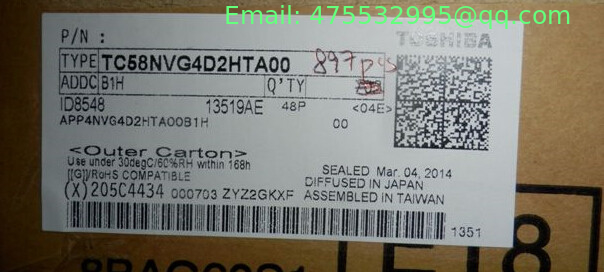 Email: 475532995@qq.com
P/N :
TOSHIBA
TYPE TC58NVG4D2HTA00 897pcs
ADDC B1H Q'TY
ID8548 13519AE 48P <04E>
APP4NVG4D2HTA00B1H 00
<Outer Carton>
Use under 30degC/60%RH within 168h
[[G]]/RoHS COMPATIBLE
SEALED Mar. 04, 2014
DIFFUSED IN JAPAN
(X)205C4434 000703 ZYZ2GKXF ASSEMBLED IN TAIWAN
1351